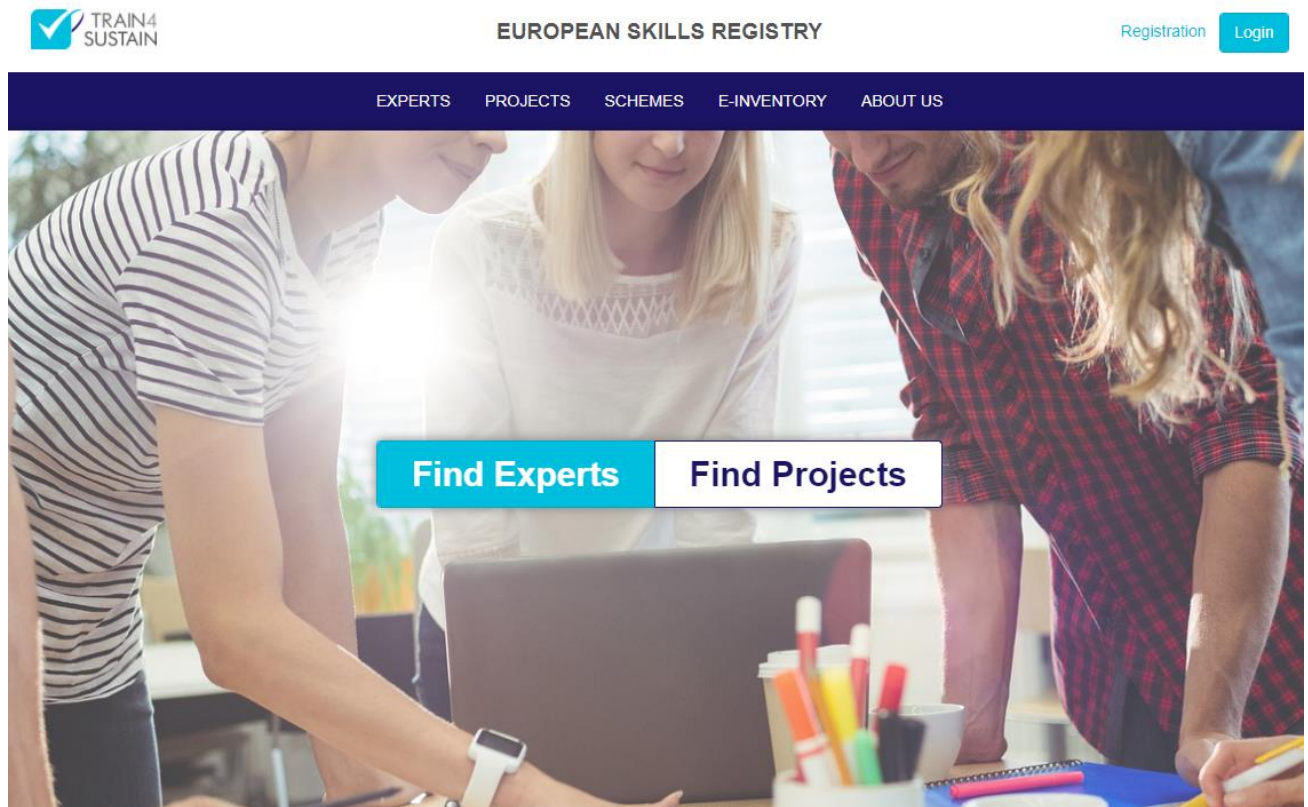 TRAIN4
SUSTAIN
EUROPEAN SKILLS REGISTRY
Registration
Login
EXPERTS PROJECTS SCHEMES E-INVENTORY ABOUT US
Find Experts
Find Projects